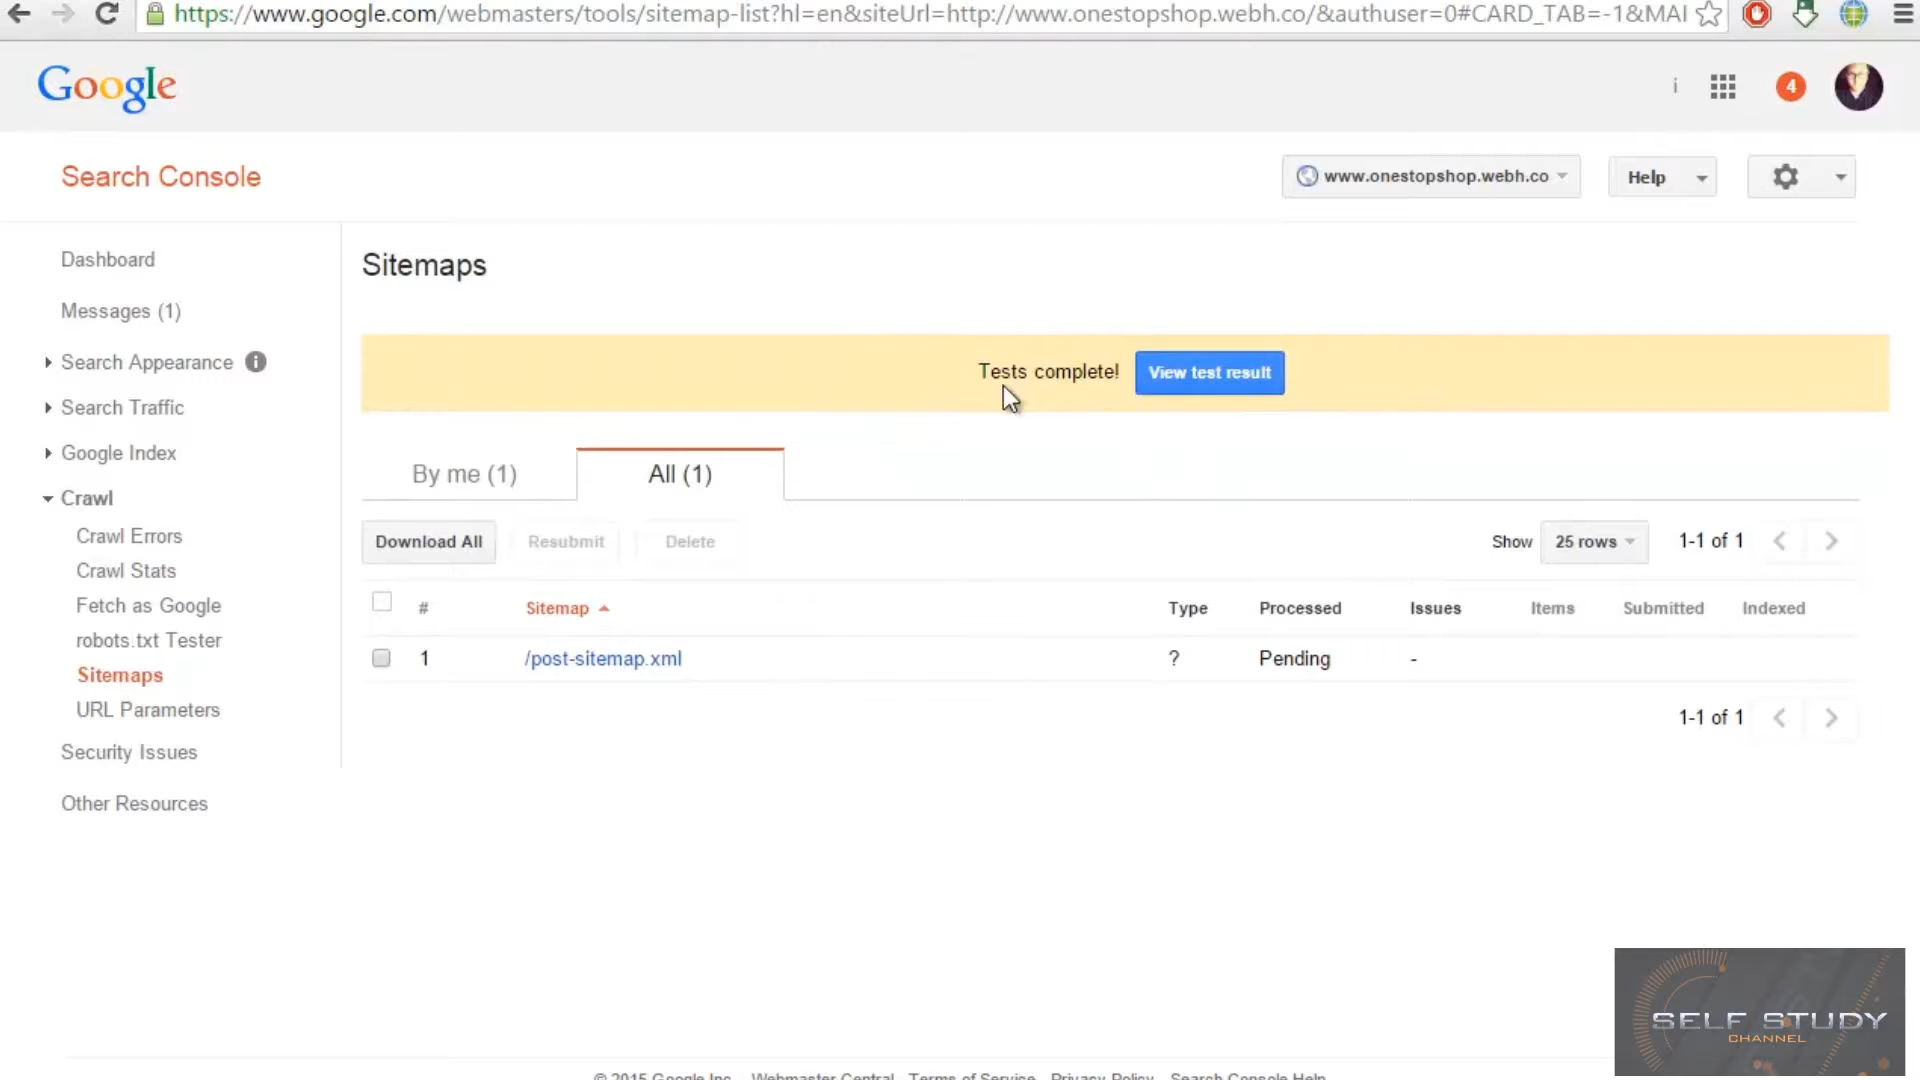 https://www.google.com/webmasters/tools/sitemap-list?hl=en&siteUrl=http://www.onestopshop.webh.co/&authuser=0#CARD_TAB=-1&MAI
Google
i
4
Search Console
www.onestopshop.webh.co
Help
Dashboard
Messages (1)
Search Appearance i
Search Traffic
Google Index
Crawl
Crawl Errors
Crawl Stats
Fetch as Google
robots.txt Tester
Sitemaps
URL Parameters
Security Issues
Other Resources
Sitemaps
Tests complete! View test result
By me (1) All (1)
Download All Resubmit Delete Show 25 rows 1-1 of 1
# Sitemap Type Processed Issues Items Submitted Indexed
1 /post-sitemap.xml ? Pending -
1-1 of 1
SELF STUDY
CHANNEL
© 2015 Google Inc. Webmaster Central Terms of Service Privacy Policy Search Console Help